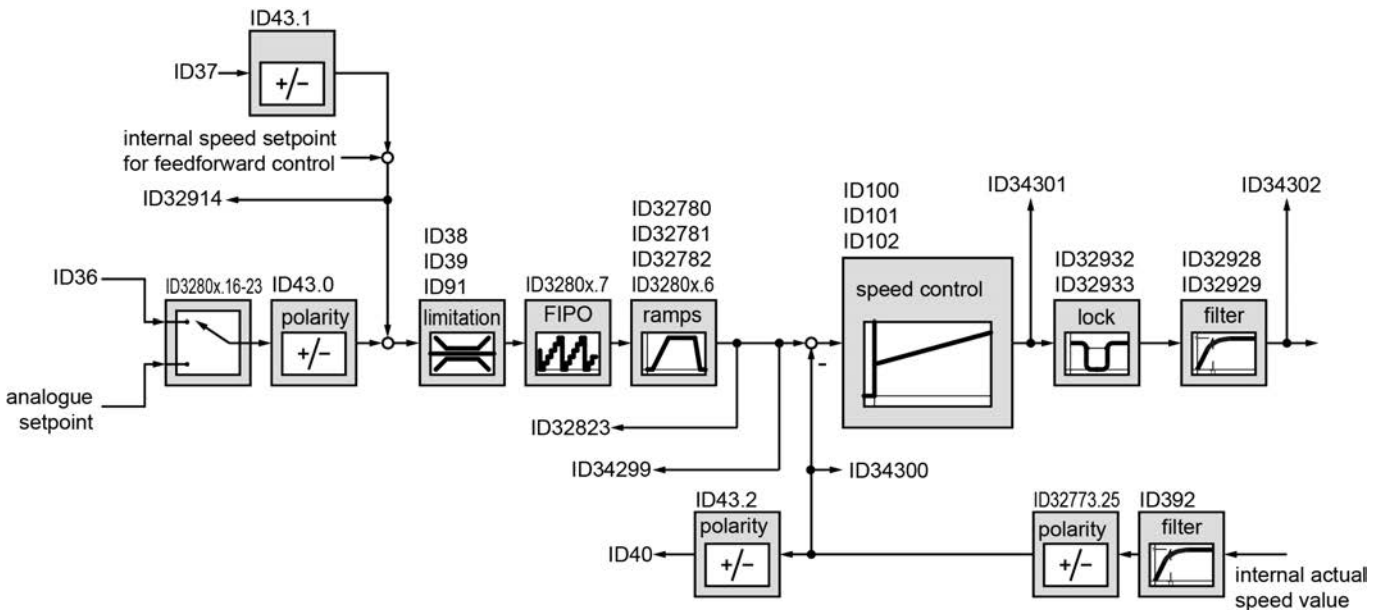 ID43.1
ID37
+/−
internal speed setpoint
for feedforward control
ID32914
ID36
ID3280x.16-23
analogue
setpoint
ID43.0
polarity
+/−
ID38
ID39
ID91
limitation
ID3280x.7
FIPO
ID32780
ID32781
ID32782
ID3280x.6
ramps
ID32823
ID34299
-
ID100
ID101
ID102
speed control
ID34301
ID32932
ID32933
lock
ID32928
ID32929
filter
ID34302
ID34300
ID43.2
polarity
+/−
ID40
ID32773.25
polarity
+/−
ID392
filter
internal actual
speed value